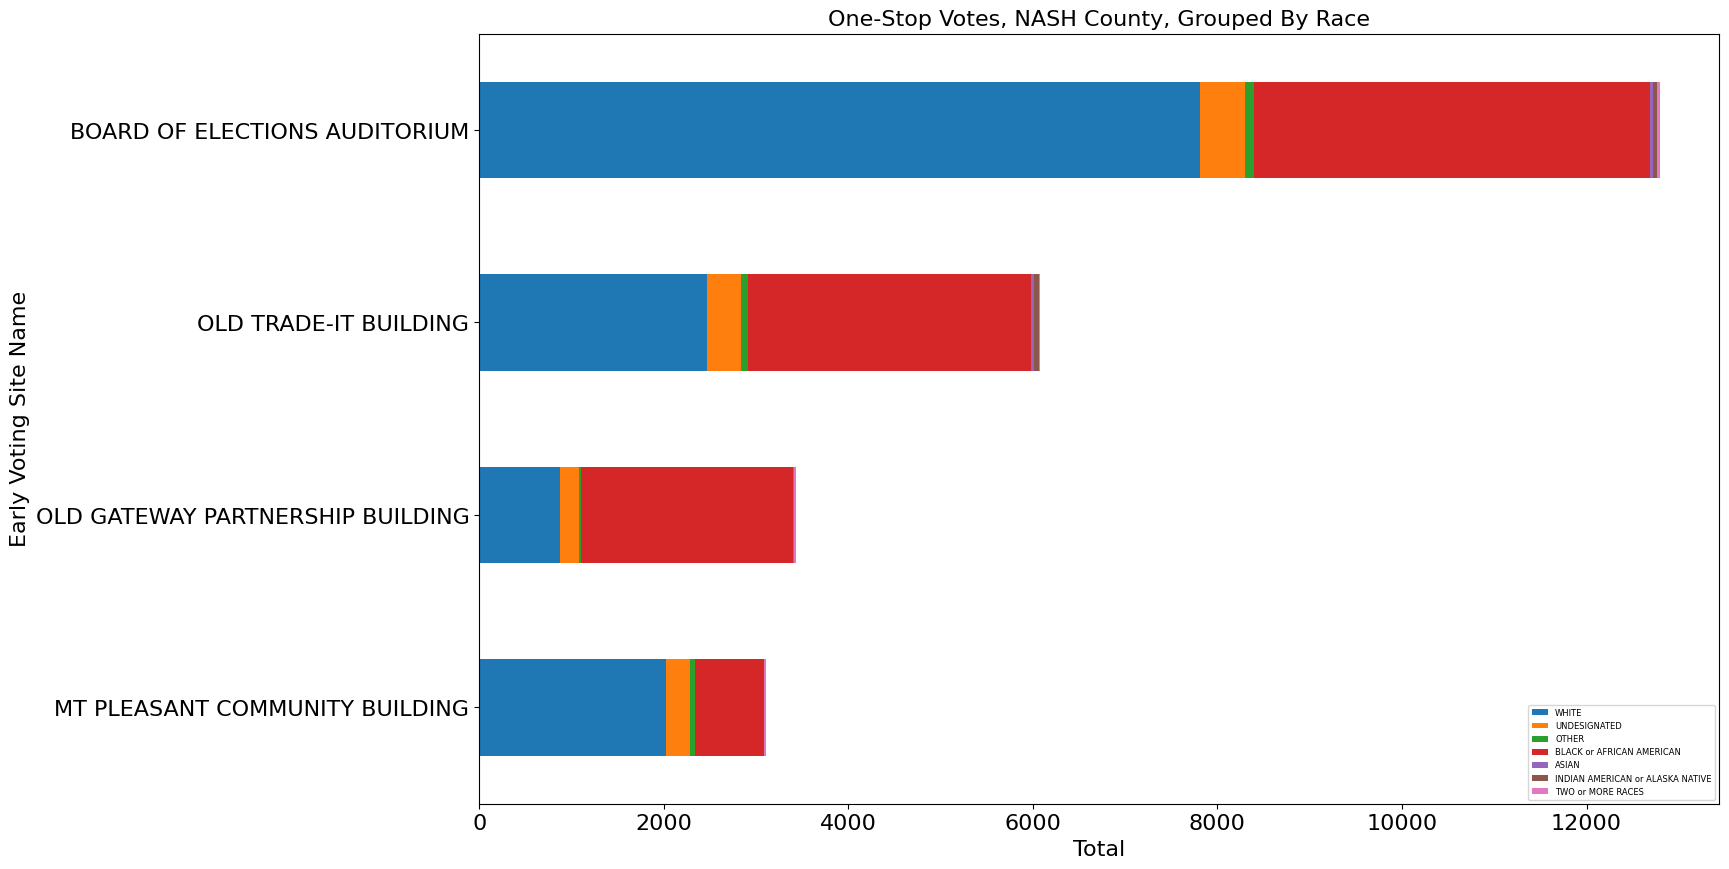 One-Stop Votes, NASH County, Grouped By Race
Early Voting Site Name
BOARD OF ELECTIONS AUDITORIUM
OLD TRADE-IT BUILDING
OLD GATEWAY PARTNERSHIP BUILDING
MT PLEASANT COMMUNITY BUILDING
WHITE
UNDESIGNATED
OTHER
BLACK or AFRICAN AMERICAN
ASIAN
INDIAN AMERICAN or ALASKA NATIVE
TWO or MORE RACES
0 2000 4000 6000 8000 10000 12000
Total